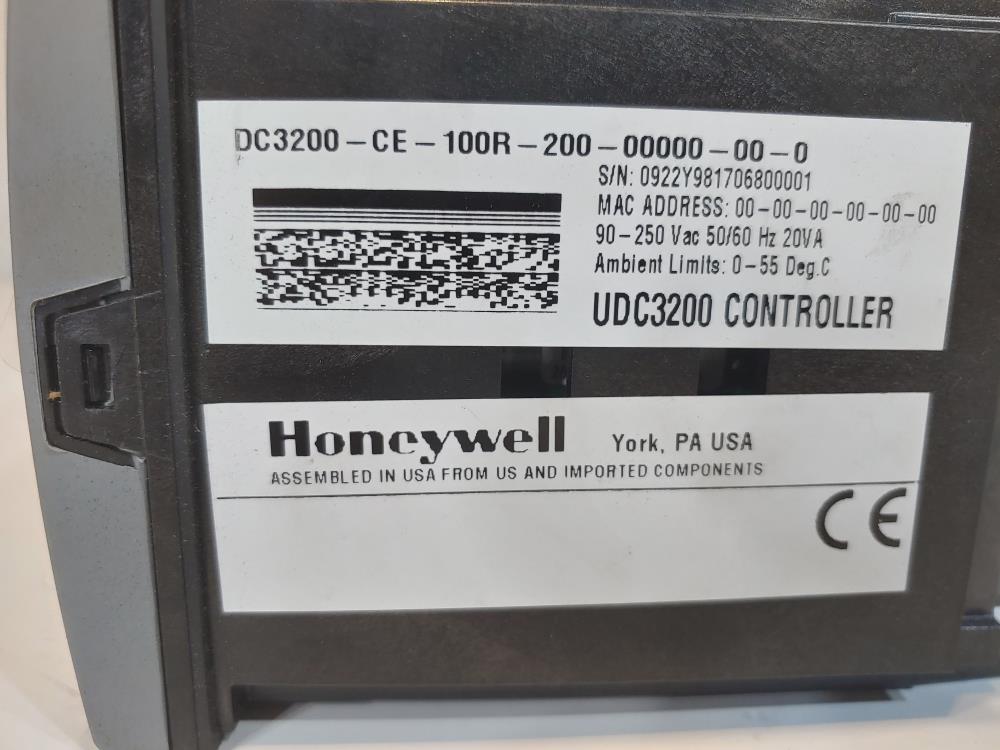 DC3200-CE-100R-200-00000-00-0
S/N: 0922Y981706800001
MAC ADDRESS: 00-00-00-00-00-00
90-250 Vac 50/60 Hz 20VA
Ambient Limits: 0-55 Deg.C
UDC3200 CONTROLLER
Honeywell York, PA USA
ASSEMBLED IN USA FROM US AND IMPORTED COMPONENTS
CE